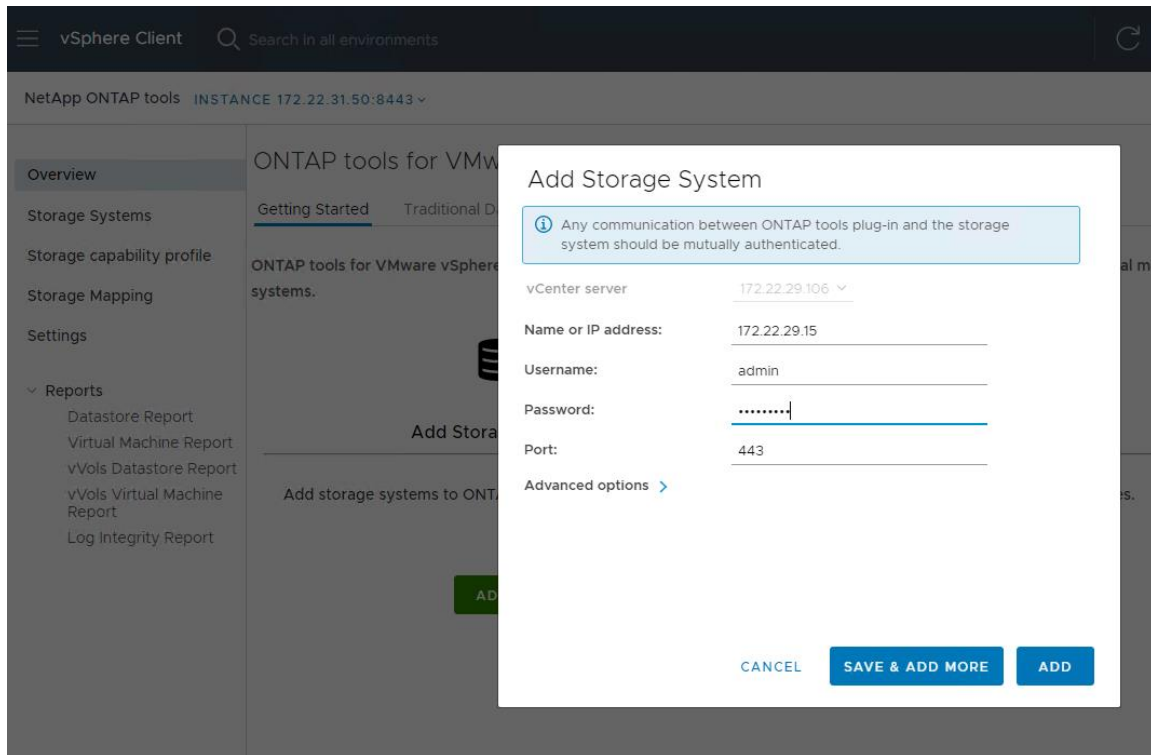 vSphere Client
Search in all environments
NetApp ONTAP tools INSTANCE 172.22.31.50:8443
Overview
Storage Systems
Storage capability profile
Storage Mapping
Settings
Reports
Datastore Report
Virtual Machine Report
vVols Datastore Report
vVols Virtual Machine
Report
Log Integrity Report
ONTAP tools for VMw
Getting Started Traditional D
ONTAP tools for VMware vSphere
al m
systems.
Add Stora
Add storage systems to ONT
es.
AD
Add Storage System
Any communication between ONTAP tools plug-in and the storage
system should be mutually authenticated.
vCenter server 172.22.29.106
Name or IP address: 172.22.29.15
Username: admin
Password: •••••••••
Port: 443
Advanced options
CANCEL SAVE & ADD MORE ADD